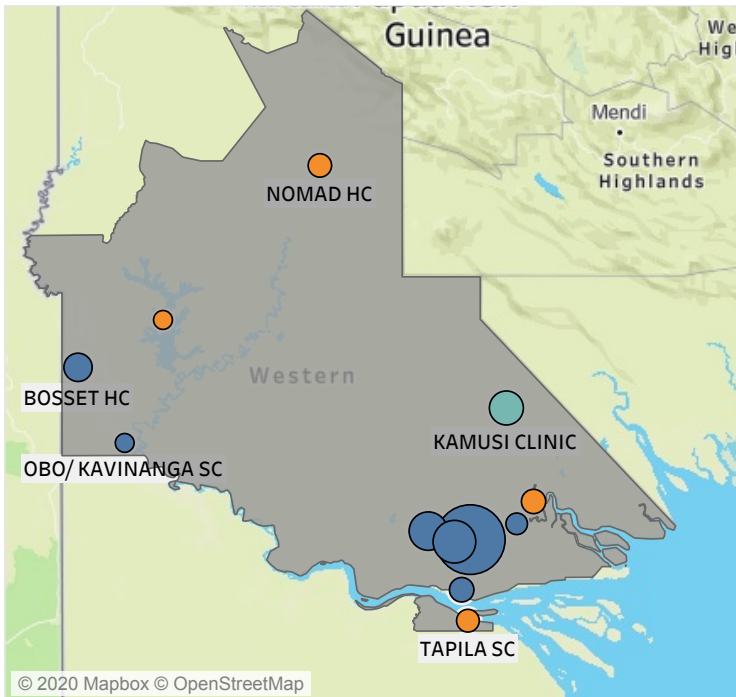 Guinea
Mendi
Southern
Highlands
NOMAD HC
Western
BOSSET HC
KAMUSI CLINIC
OBO/ KAVINANGA SC
TAPILA SC
© 2020 Mapbox © OpenStreetMap